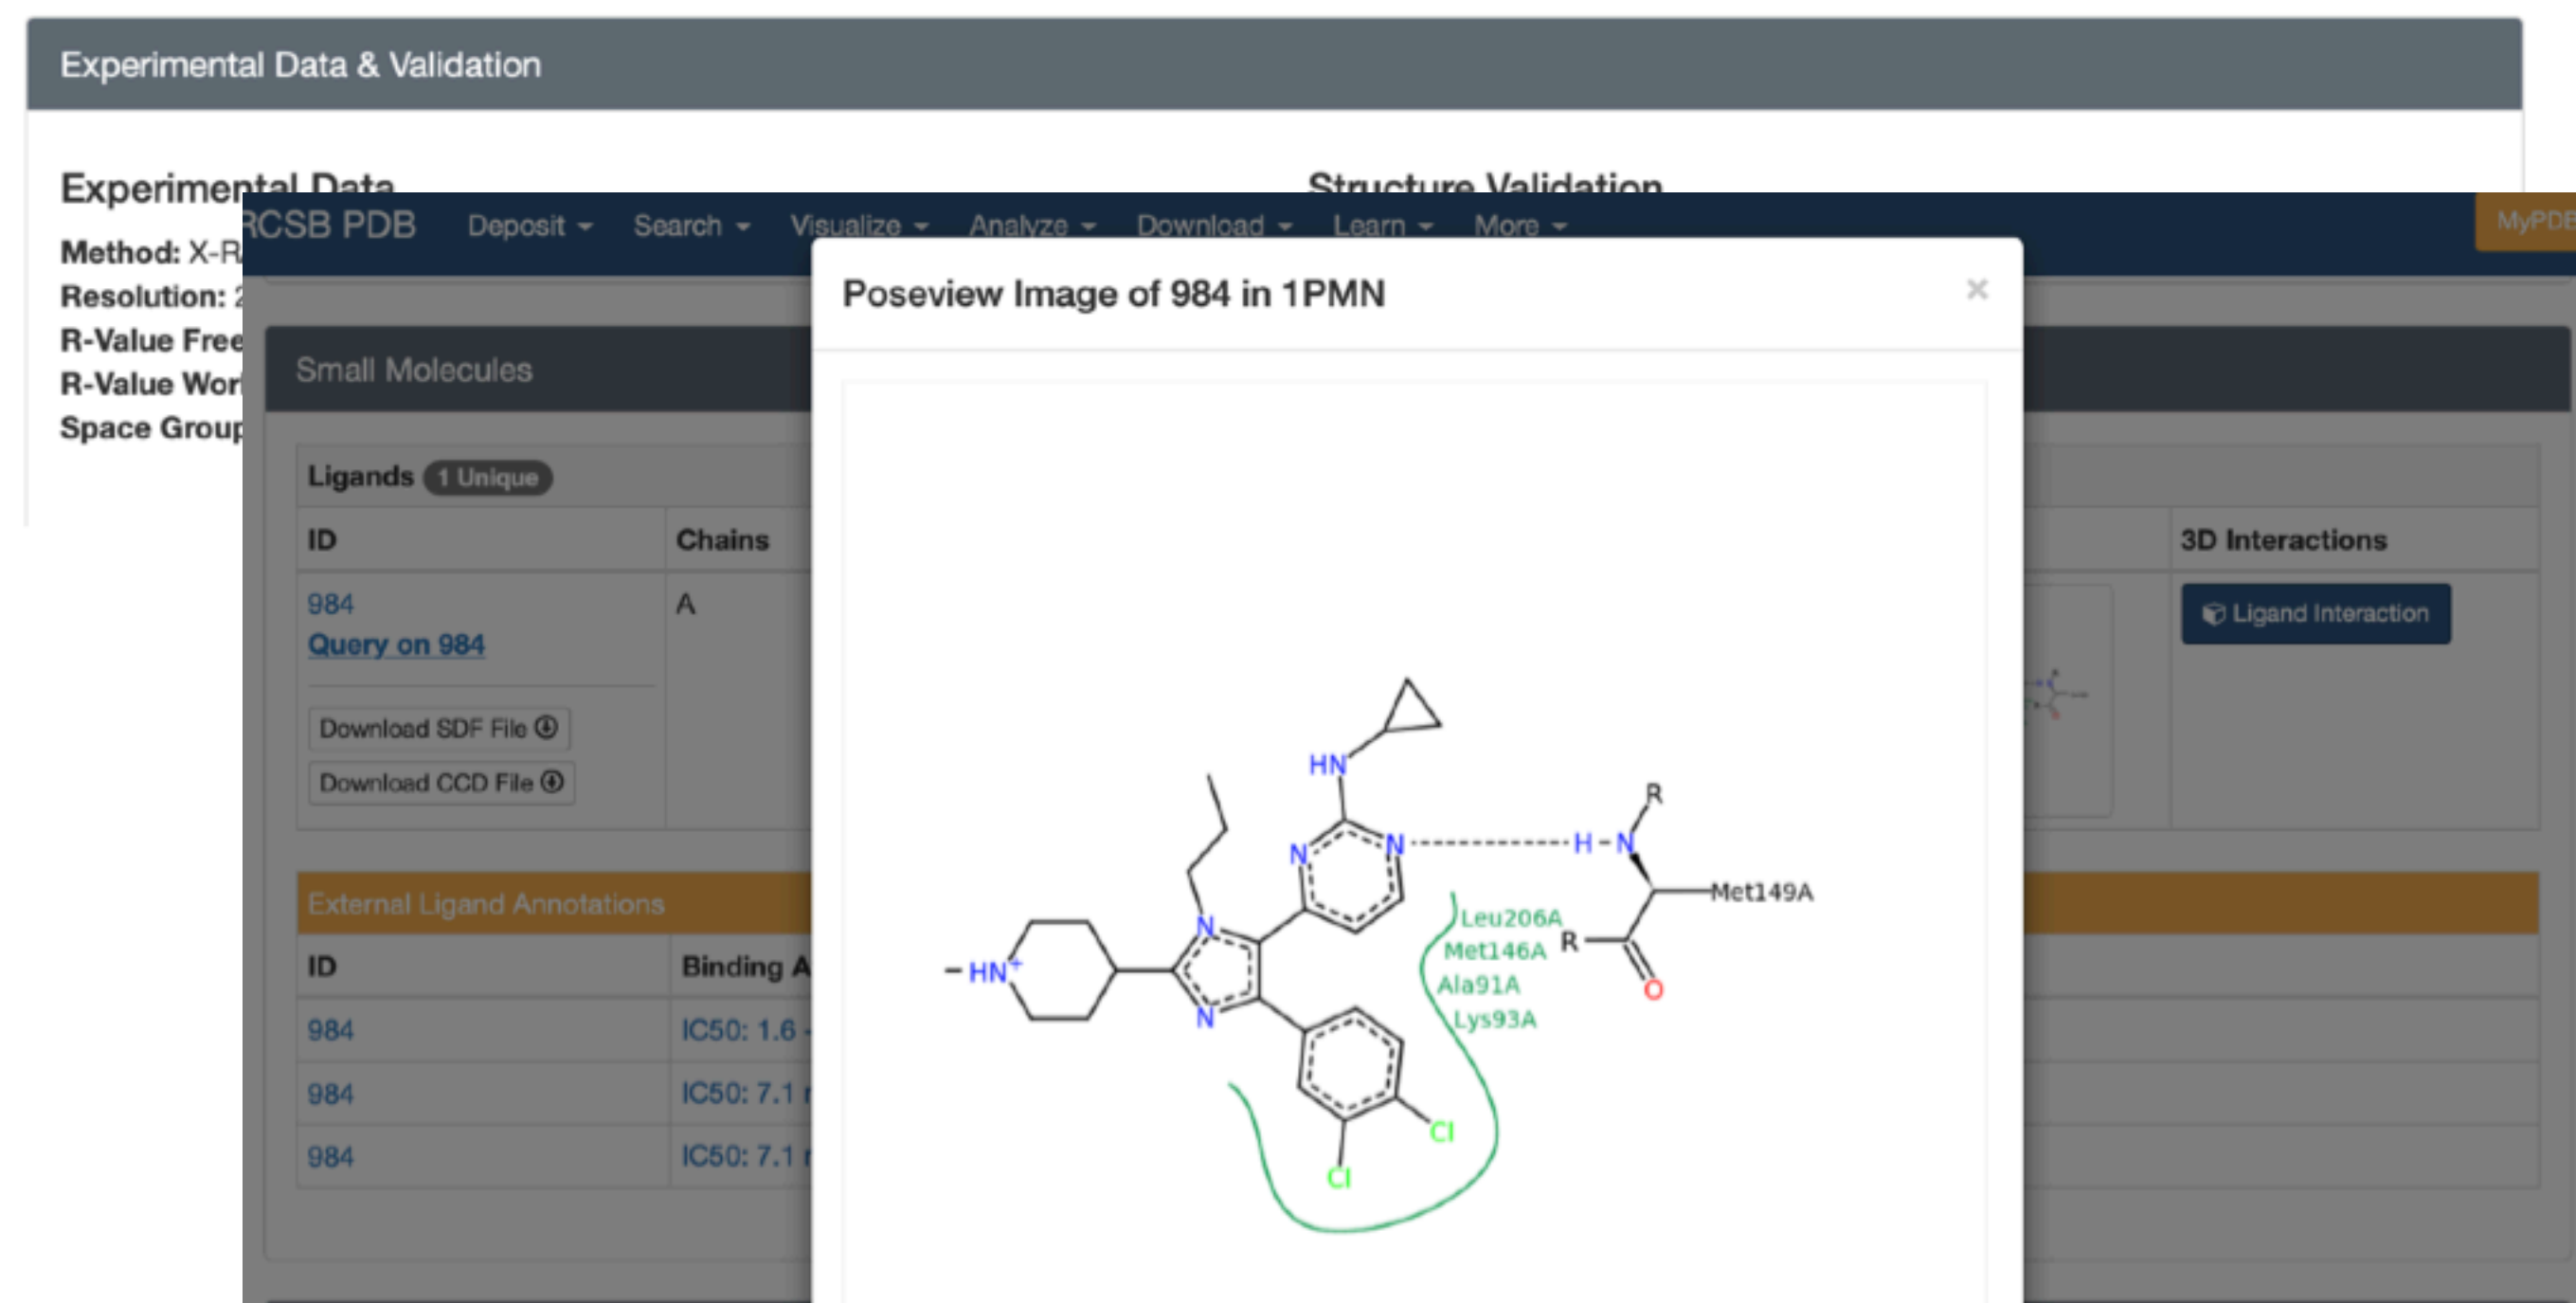 Experimental Data & Validation
Experimental Data
Structure Validation
RCSB PDB Deposit Search Visualize Analyze Download Learn More MyPDB
Method: X-R
Resolution: 2
R-Value Free
R-Value Wor
Space Group
Poseview Image of 984 in 1PMN ×
Small Molecules
Ligands 1 Unique
ID Chains 3D Interactions
984 A Ligand Interaction
Query on 984
Download SDF File
Download CCD File
External Ligand Annotations
ID Binding A
984 IC50: 1.6 -
984 IC50: 7.1 n
984 IC50: 7.1 n
HN
R
N N H N
Met149A
N
Leu206A
R
Met146A
HN+
Ala91A
O
N
Lys93A
Cl
Cl